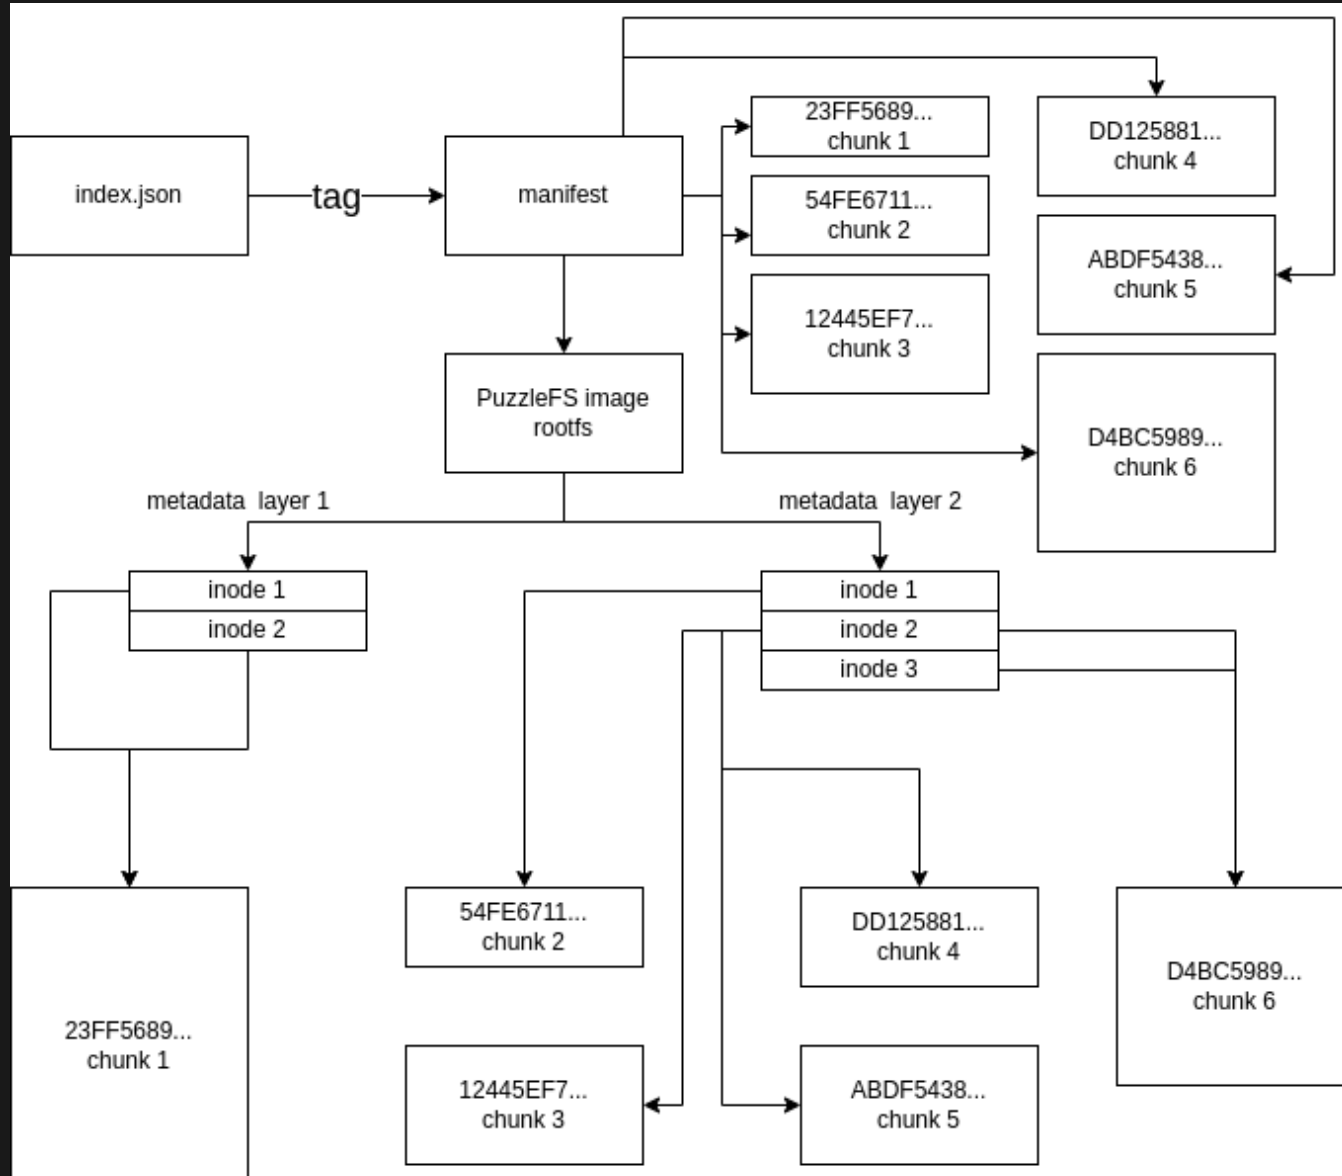 index.json
tag
manifest
23FF5689...
chunk 1
54FE6711...
chunk 2
12445EF7...
chunk 3
DD125881...
chunk 4
ABDF5438...
chunk 5
D4BC5989...
chunk 6
PuzzleFS image
rootfs
metadata layer 1
metadata layer 2
inode 1
inode 2
inode 1
inode 2
inode 3
23FF5689...
chunk 1
54FE6711...
chunk 2
12445EF7...
chunk 3
DD125881...
chunk 4
ABDF5438...
chunk 5
D4BC5989...
chunk 6